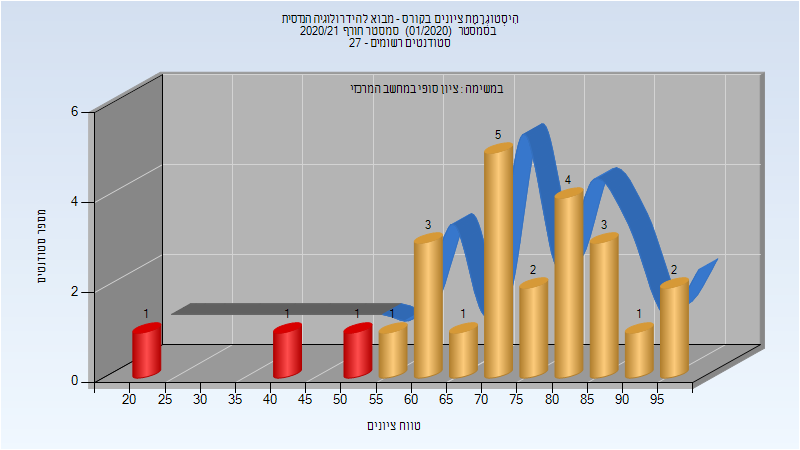 היסטוגרמת ציונים בקורס - מבוא להידרולוגיה הנדסית
בסמסטר (01/2020) סמסטר חורף 2020/21
סטודנטים רשומים - 27
במשימה : ציון סופי במחשב המרכזי
מספר סטודנטים
6
4
2
0
1 1 1 1 3 1 5 2 4 3 1 2
20 25 30 35 40 45 50 55 60 65 70 75 80 85 90 95
טווח ציונים